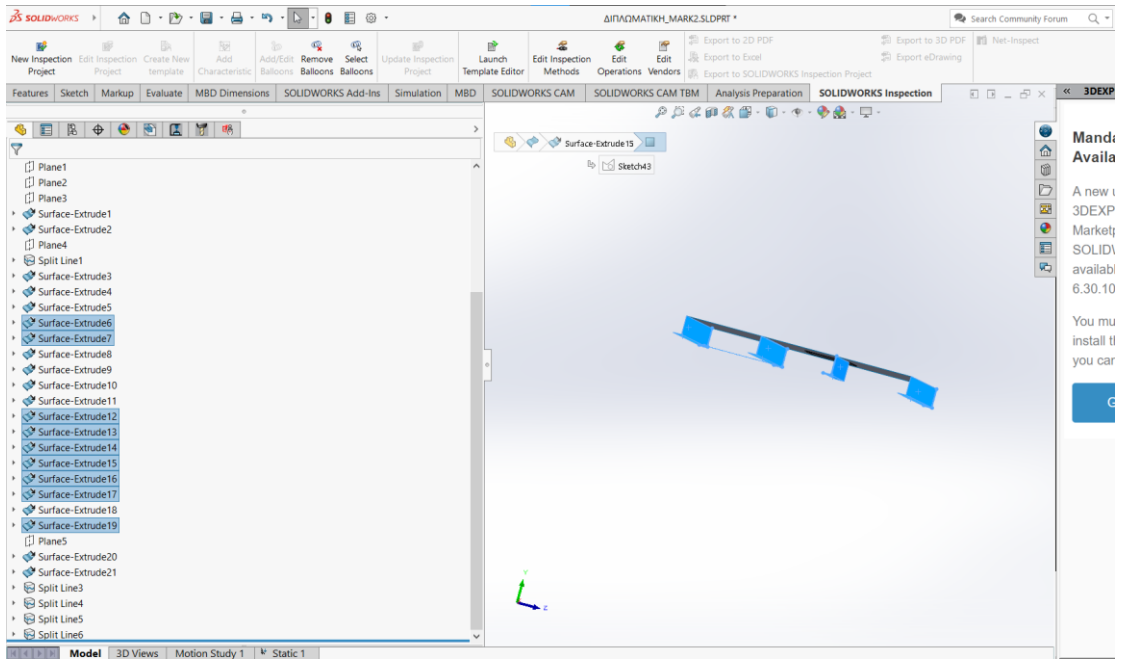 SOLIDWORKS
ΔΙΠΛΩΜΑΤΙΚΗ_MARK2.SLDPRT *
Search Community Forum
New Inspection Project
Edit Inspection Project
Create New template
Add Characteristic
Add/Edit Balloons
Remove Balloons
Select Balloons
Update Inspection Project
Launch Template Editor
Edit Inspection Methods
Edit Operations
Edit Vendors
Export to 2D PDF
Export to Excel
Export to SOLIDWORKS Inspection Project
Export to 3D PDF
Export eDrawing
Net-Inspect
Features Sketch Markup Evaluate MBD Dimensions SOLIDWORKS Add-Ins Simulation MBD SOLIDWORKS CAM SOLIDWORKS CAM TBM Analysis Preparation SOLIDWORKS Inspection
Plane1
Plane2
Plane3
Surface-Extrude1
Surface-Extrude2
Plane4
Split Line1
Surface-Extrude3
Surface-Extrude4
Surface-Extrude5
Surface-Extrude6
Surface-Extrude7
Surface-Extrude8
Surface-Extrude9
Surface-Extrude10
Surface-Extrude11
Surface-Extrude12
Surface-Extrude13
Surface-Extrude14
Surface-Extrude15
Surface-Extrude16
Surface-Extrude17
Surface-Extrude18
Surface-Extrude19
Plane5
Surface-Extrude20
Surface-Extrude21
Split Line3
Split Line4
Split Line5
Split Line6
Surface-Extrude15
Sketch43
Y
Z
3DEXP
Manda
Availa
A new u
3DEXP
Marketp
SOLIDW
availabl
6.30.10
You mu
install th
you can
G
Model 3D Views Motion Study 1 Static 1